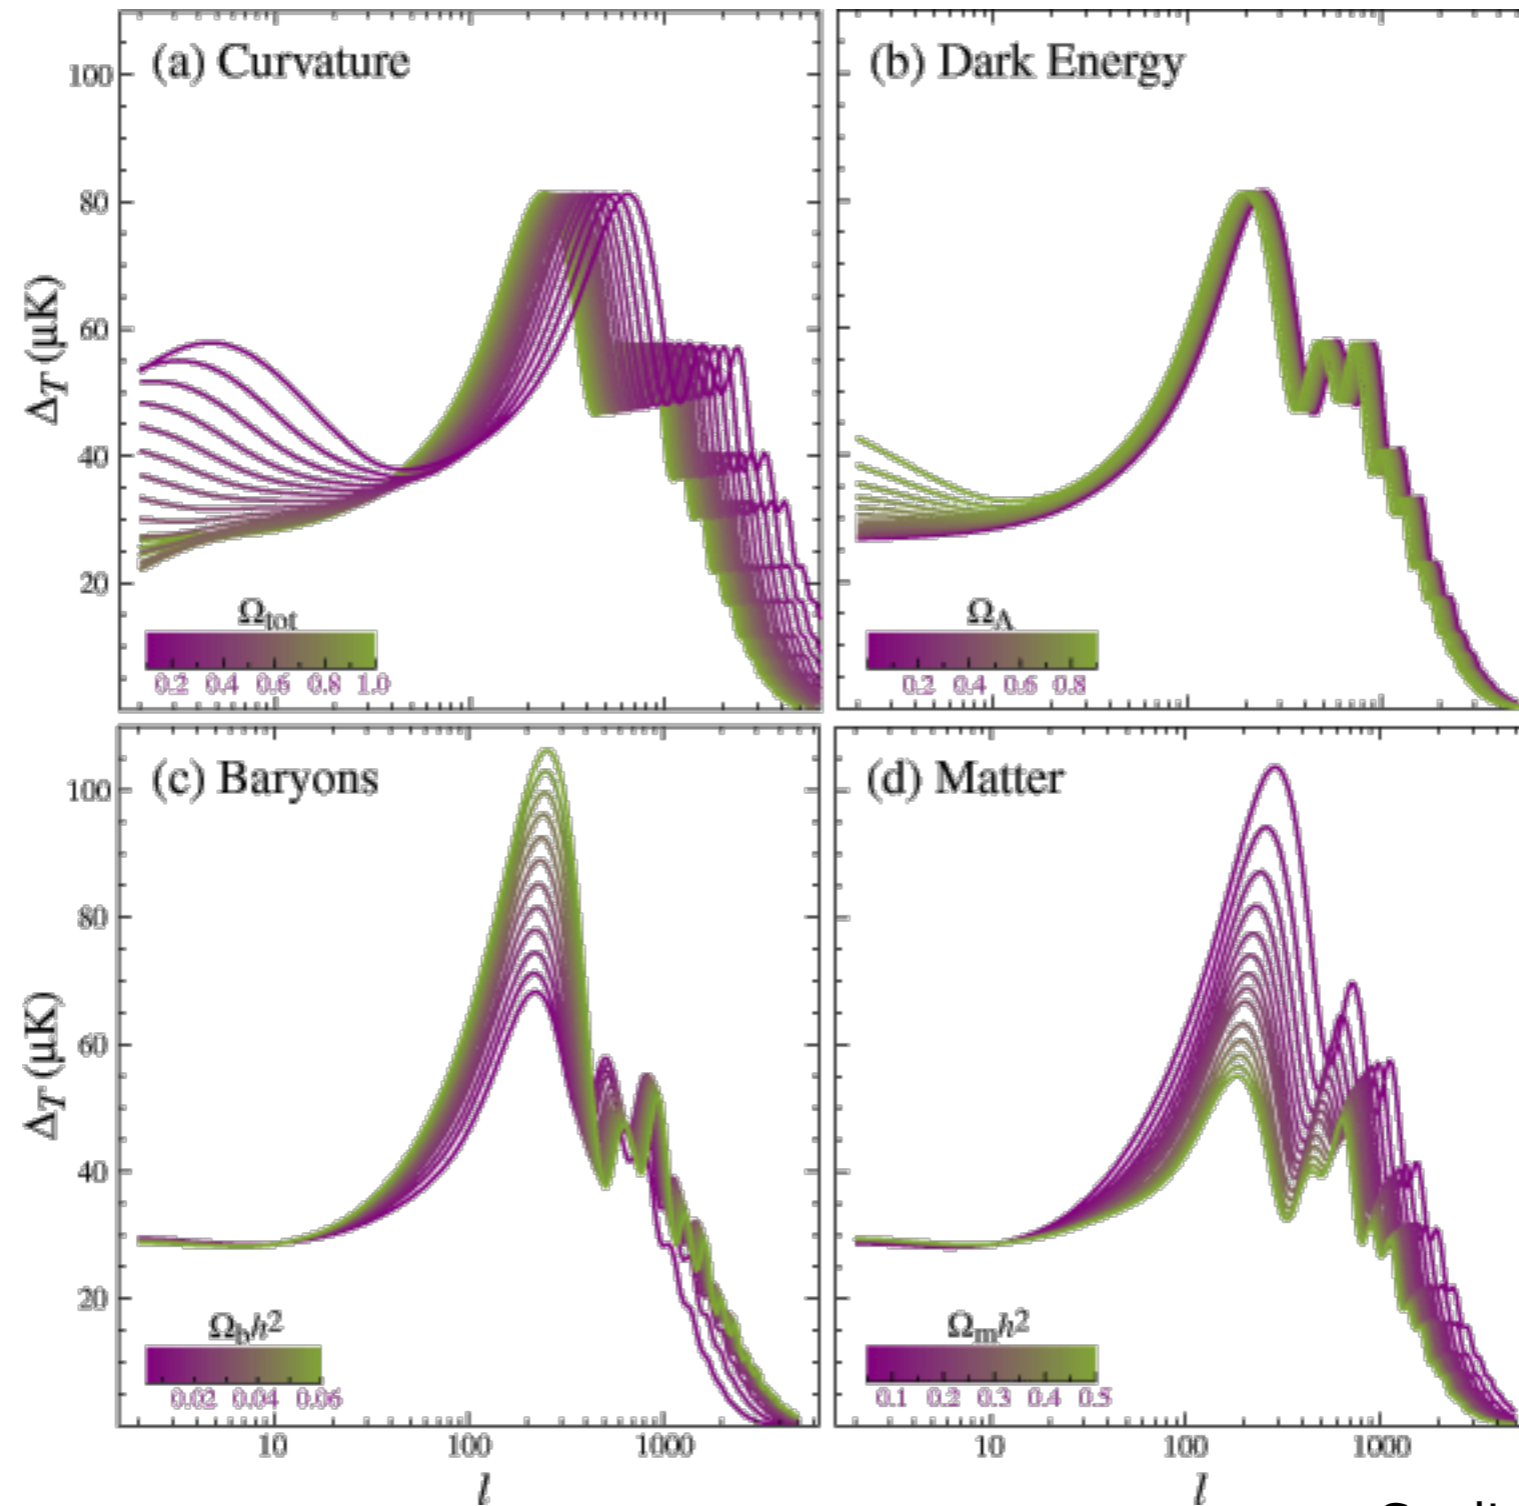 (a) Curvature
(b) Dark Energy
100
80
60
40
20
ΔT (μK)
Ωtot
0.2 0.4 0.6 0.8 1.0
ΩΛ
0.2 0.4 0.6 0.8
(c) Baryons
(d) Matter
100
80
60
40
20
ΔT (μK)
Ωbh²
0.02 0.04 0.06
Ωmh²
0.1 0.2 0.3 0.4 0.5
10 100 1000
10 100 1000
l
l